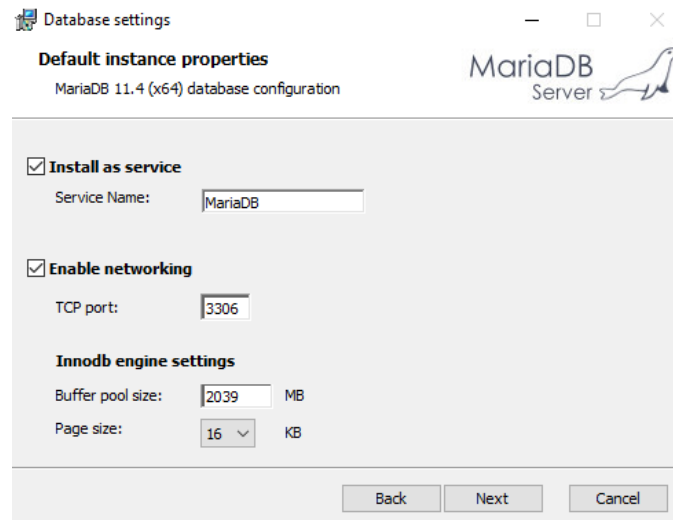 Database settings
Default instance properties
MariaDB 11.4 (x64) database configuration
MariaDB
Server
Install as service
Service Name: MariaDB
Enable networking
TCP port: 3306
Innodb engine settings
Buffer pool size: 2039 MB
Page size: 16 KB
Back Next Cancel